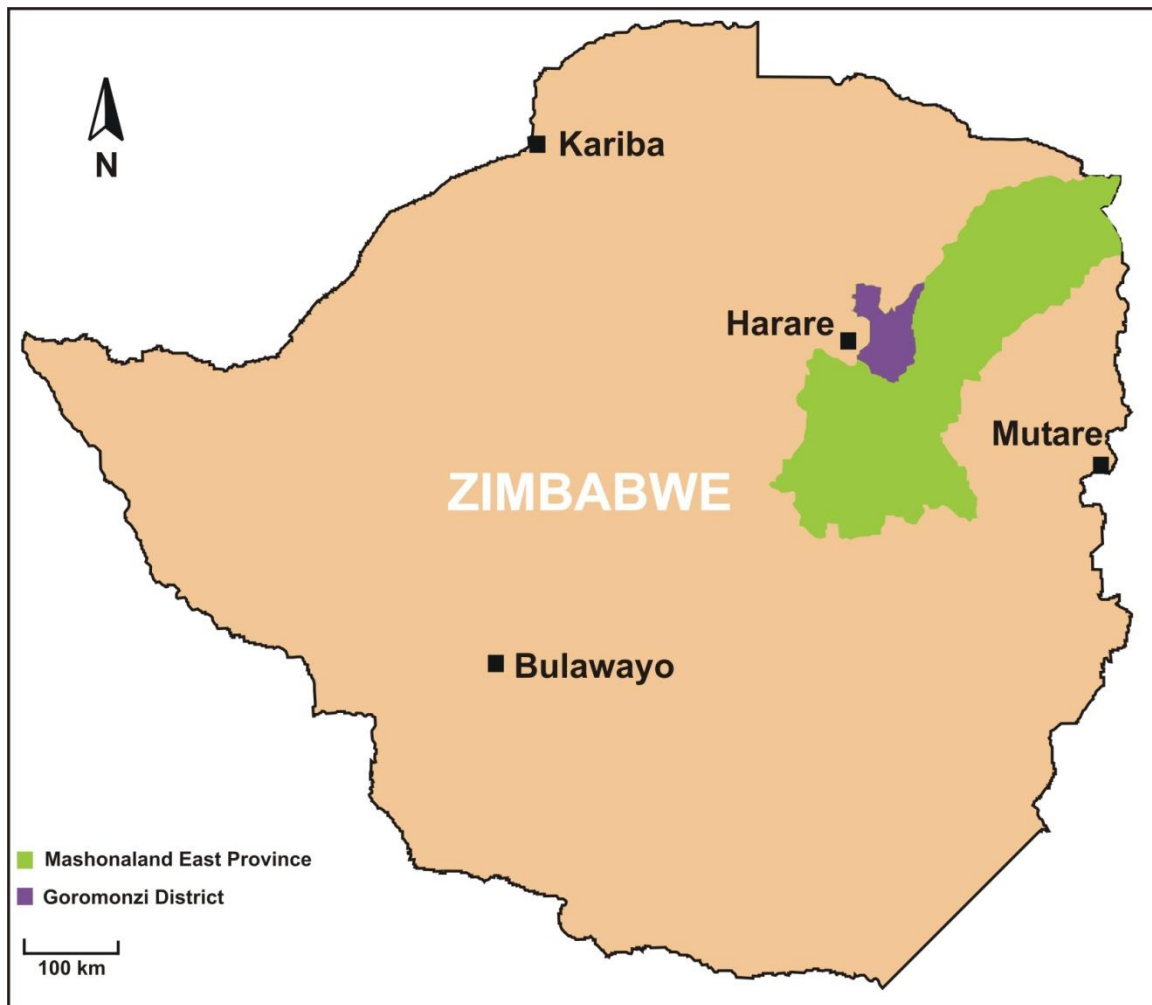 N
Kariba
Harare
Mutare
ZIMBABWE
Bulawayo
Mashonaland East Province
Goromonzi District
100 km